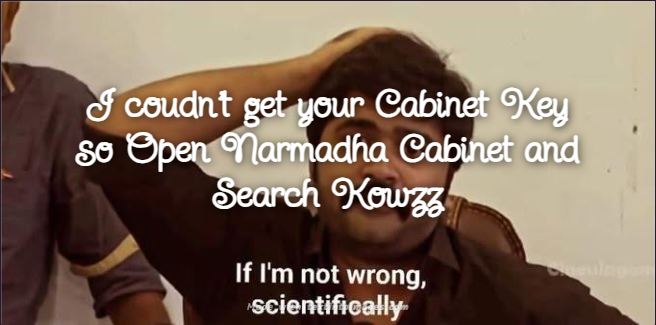 I coudn't get your Cabinet Key
so Open Narmadha Cabinet and
Search Kowzz
If I'm not wrong,
scientifically